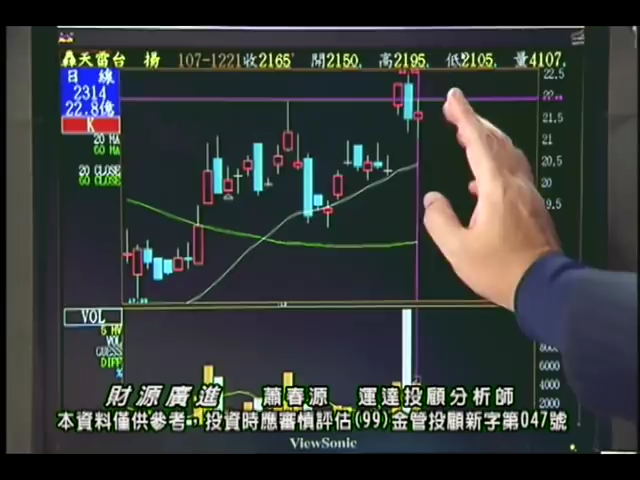 轟天雷台 揚 107-1221收2165 開2150, 高2195, 低2105, 量4107,
日 線
2314
22.8億
K
20 MA
60 MA
20 CLOSE
60 CLOSE
22.5
21.5
21
20.5
20
19.5
VOL
5 MV
VOL
GUESS
DIFF
%
6000
4000
2000
財源廣進 蕭春源 運達投顧分析師
本資料僅供參考，投資時應審慎評估(99)金管投顧新字第047號
ViewSonic